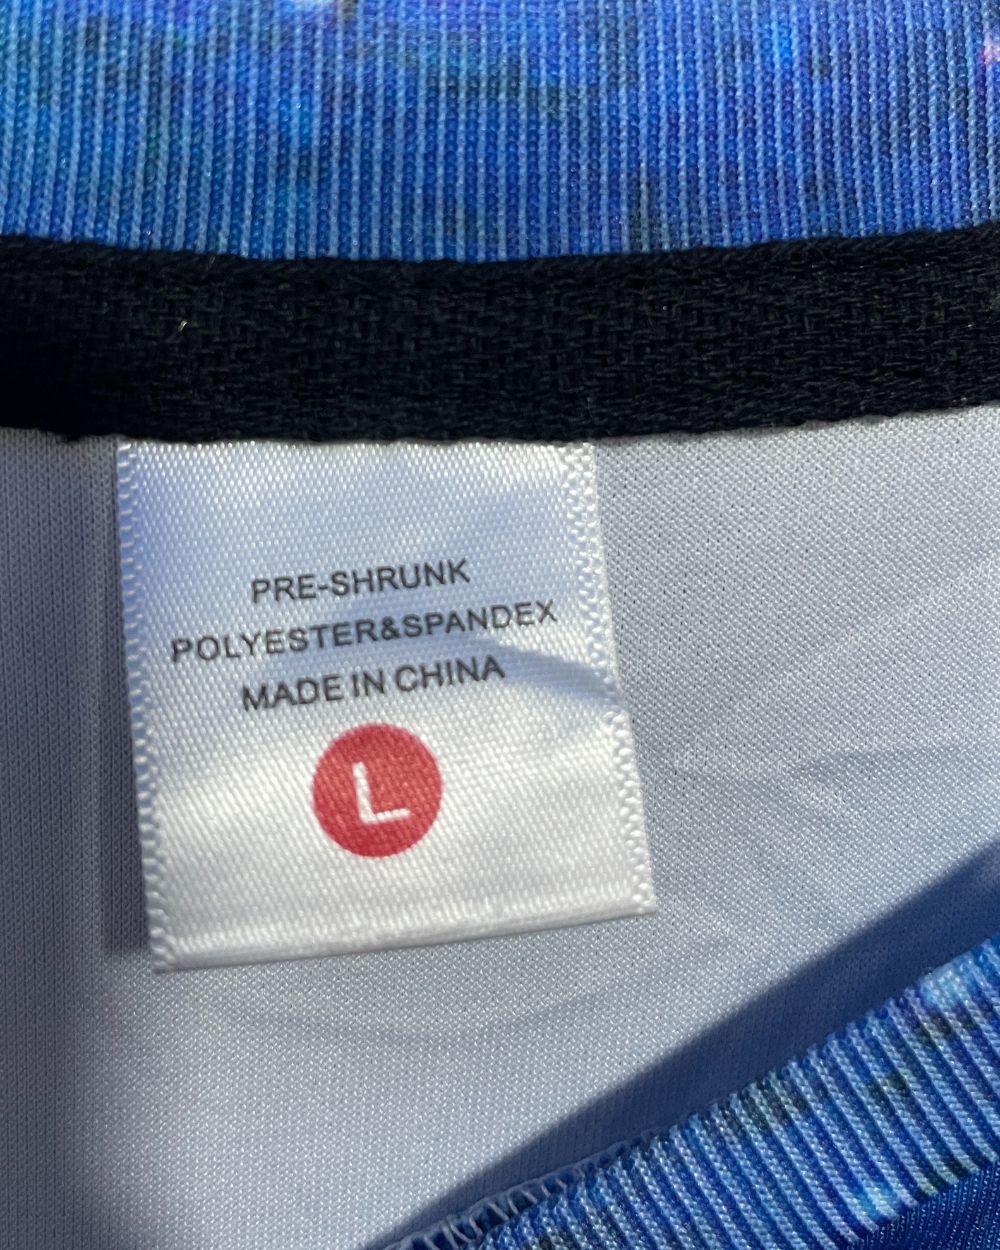 PRE-SHRUNK
POLYESTER&SPANDEX
MADE IN CHINA
L